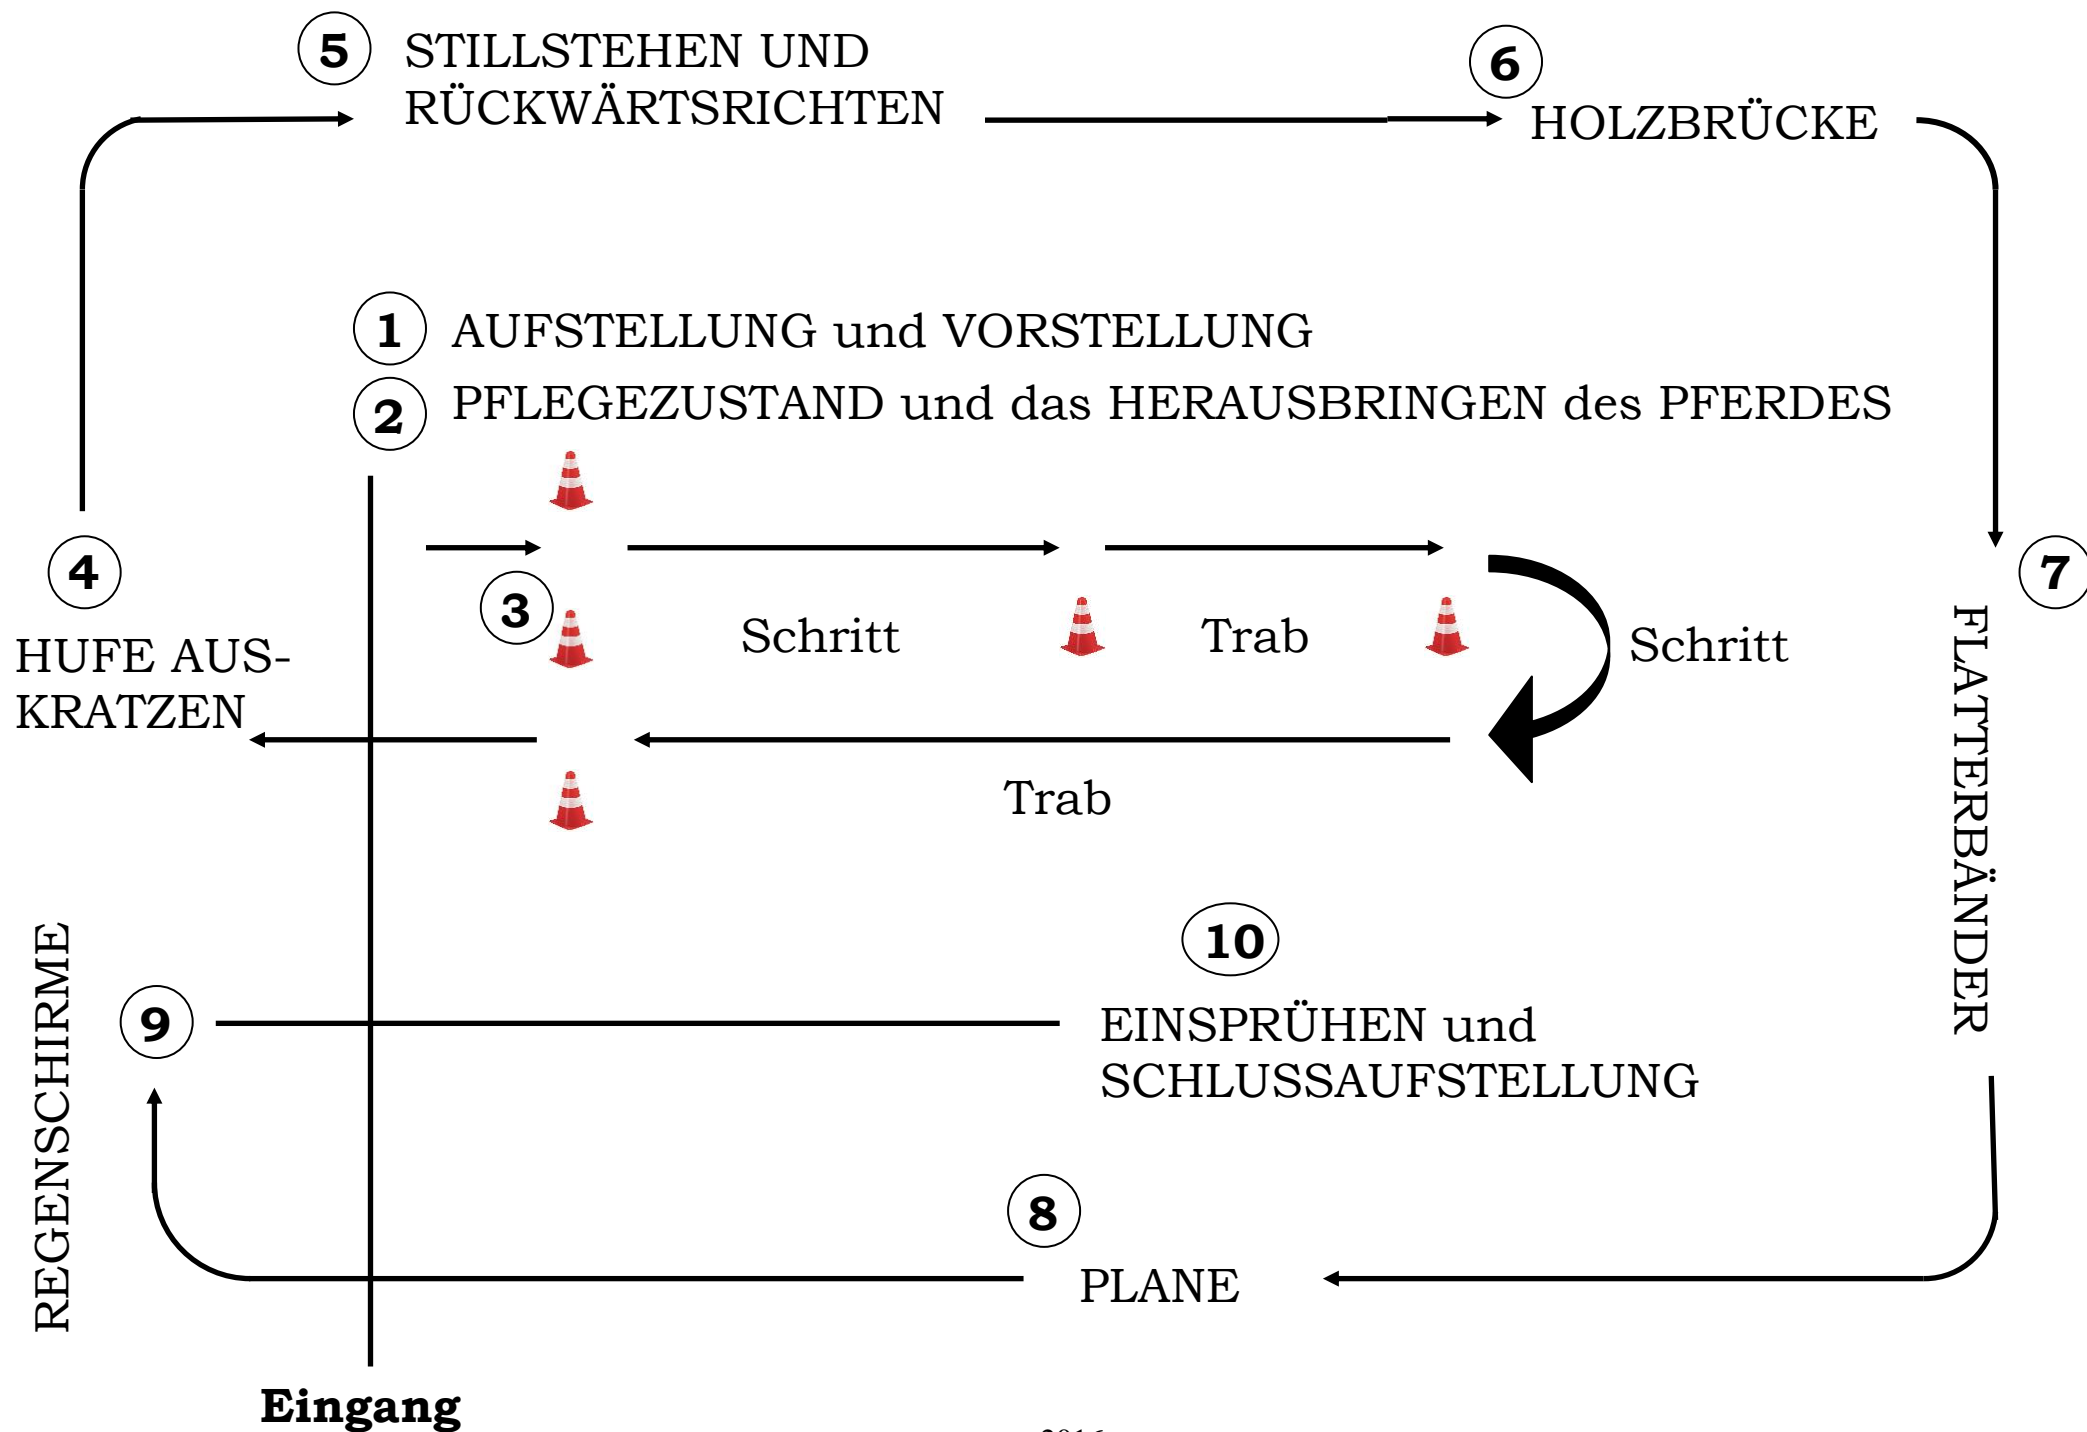 5
STILLSTEHEN UND
RÜCKWÄRTSRICHTEN
6
HOLZBRÜCKE
1
AUFSTELLUNG und VORSTELLUNG
2
PFLEGEZUSTAND und das HERAUSBRINGEN des PFERDES
4
HUFE AUS-
KRATZEN
3
Schritt
Trab
Schritt
Trab
7
FLATTERBÄNDER
10
EINSPRÜHEN und
SCHLUSSAUFSTELLUNG
9
REGENSCHIRME
8
PLANE
Eingang